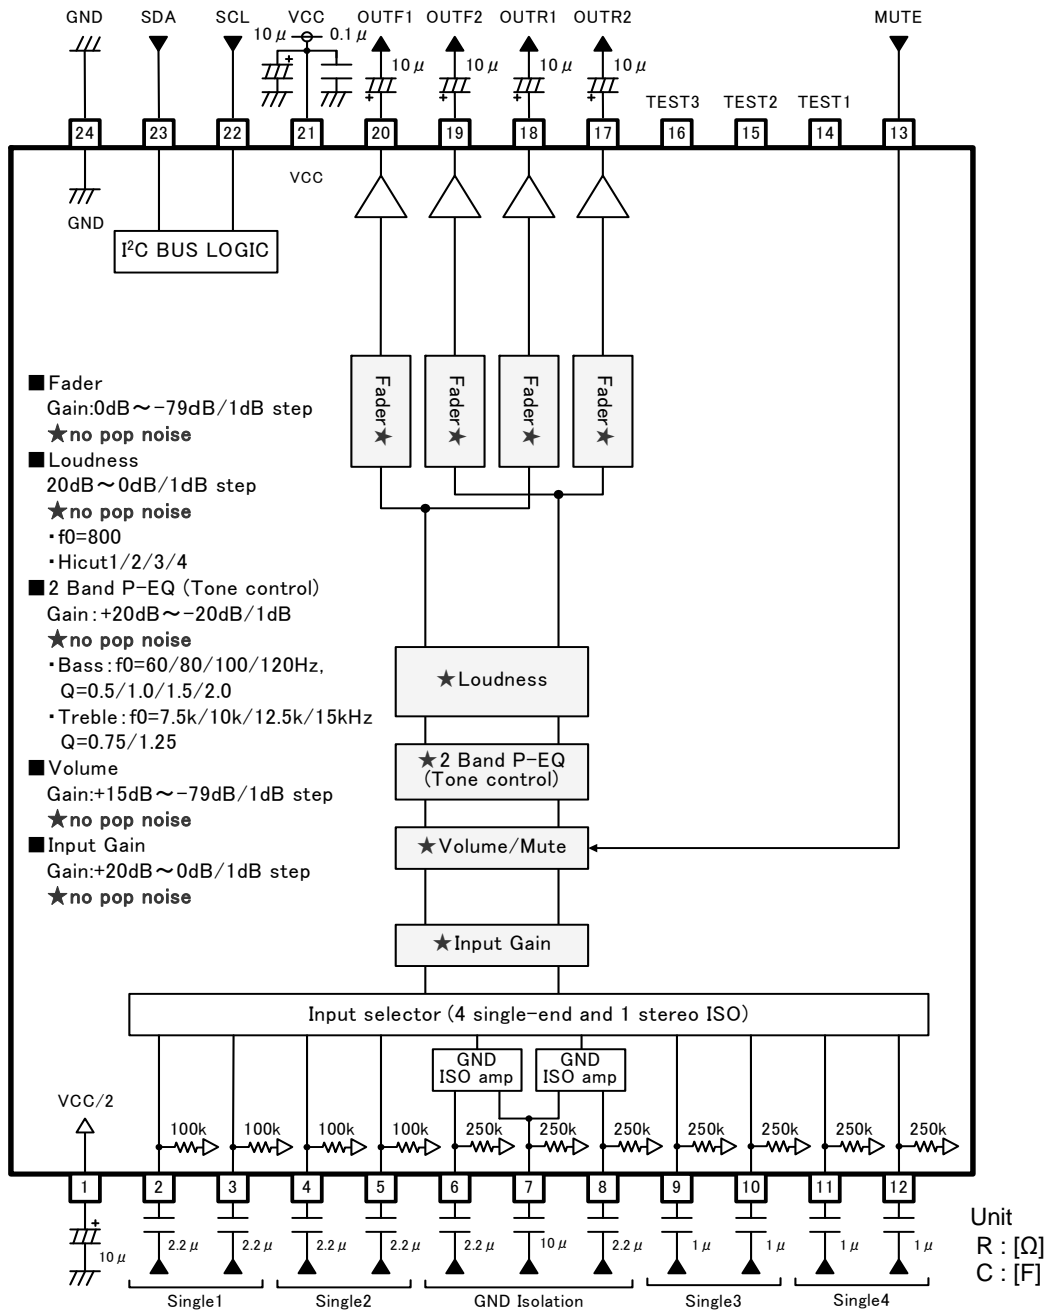 GND SDA SCL VCC OUTF1 OUTF2 OUTR1 OUTR2 MUTE
10μ 0.1μ
+ 10μ 10μ 10μ 10μ
+ + + +
TEST3 TEST2 TEST1
24 23 22 21 20 19 18 17 16 15 14 13
VCC
GND
I²C BUS LOGIC
Fader★ Fader★ Fader★ Fader★
■Fader
Gain:0dB～−79dB/1dB step
★no pop noise
■Loudness
20dB～0dB/1dB step
★no pop noise
・f0=800
・Hicut1/2/3/4
■2 Band P−EQ (Tone control)
Gain:+20dB～−20dB/1dB
★no pop noise
・Bass:f0=60/80/100/120Hz,
Q=0.5/1.0/1.5/2.0
・Treble:f0=7.5k/10k/12.5k/15kHz
Q=0.75/1.25
■Volume
Gain:+15dB～−79dB/1dB step
★no pop noise
■Input Gain
Gain:+20dB～0dB/1dB step
★no pop noise
★Loudness
★2 Band P−EQ
(Tone control)
★Volume/Mute
★Input Gain
Input selector (4 single−end and 1 stereo ISO)
GND
ISO amp
GND
ISO amp
VCC/2
100k 100k 100k 100k 250k 250k 250k 250k 250k 250k 250k
1 2 3 4 5 6 7 8 9 10 11 12
+
10μ 2.2μ 2.2μ 2.2μ 2.2μ 2.2μ 10μ 2.2μ 1μ 1μ 1μ 1μ
Single1 Single2 GND Isolation Single3 Single4
Unit
R : [Ω]
C : [F]